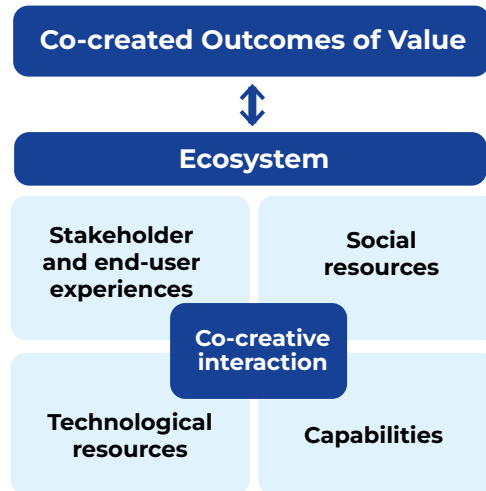 Co-created Outcomes of Value
Ecosystem
Stakeholder
and end-user
experiences
Social
resources
Co-creative
interaction
Technological
resources
Capabilities